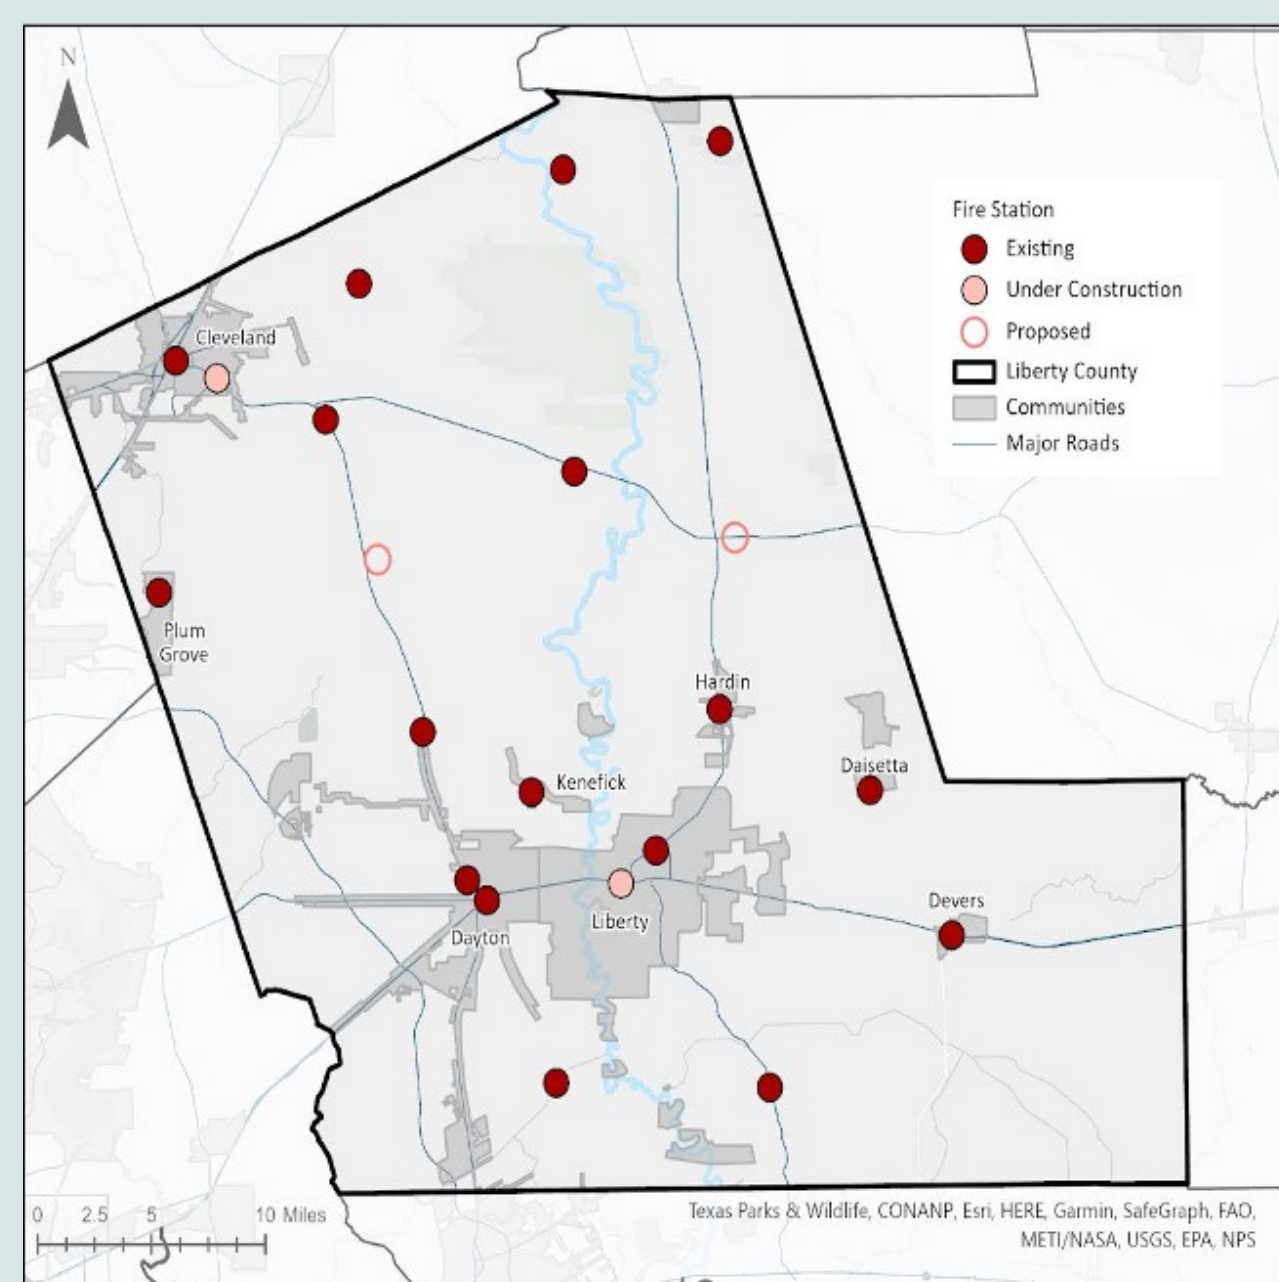 N
Fire Station
Existing
Under Construction
Proposed
Liberty County
Communities
Major Roads
Cleveland
Plum
Grove
Hardin
Daisetta
Kenefick
Devers
Liberty
Dayton
0 2.5 5 10 Miles
Texas Parks & Wildlife, CONANP, Esri, HERE, Garmin, SafeGraph, FAO,
METI/NASA, USGS, EPA, NPS